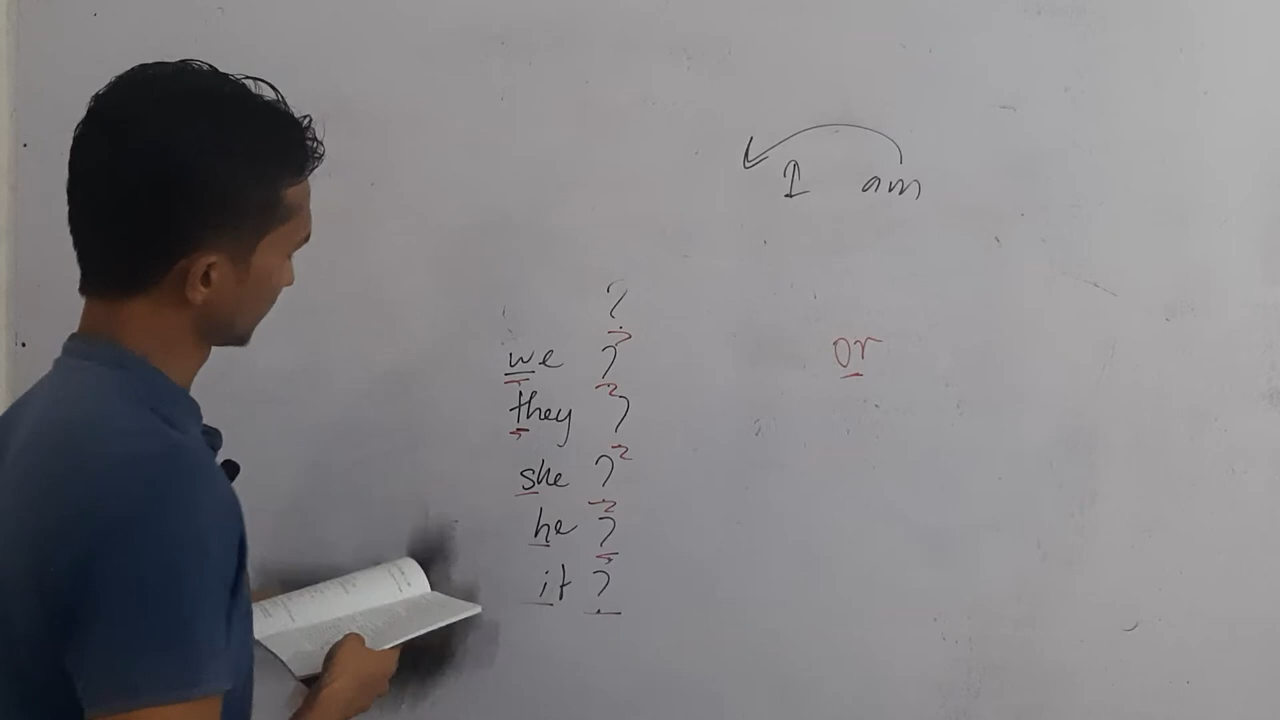 I am
?
we ?
or
they ?
she ?
he ?
it ?